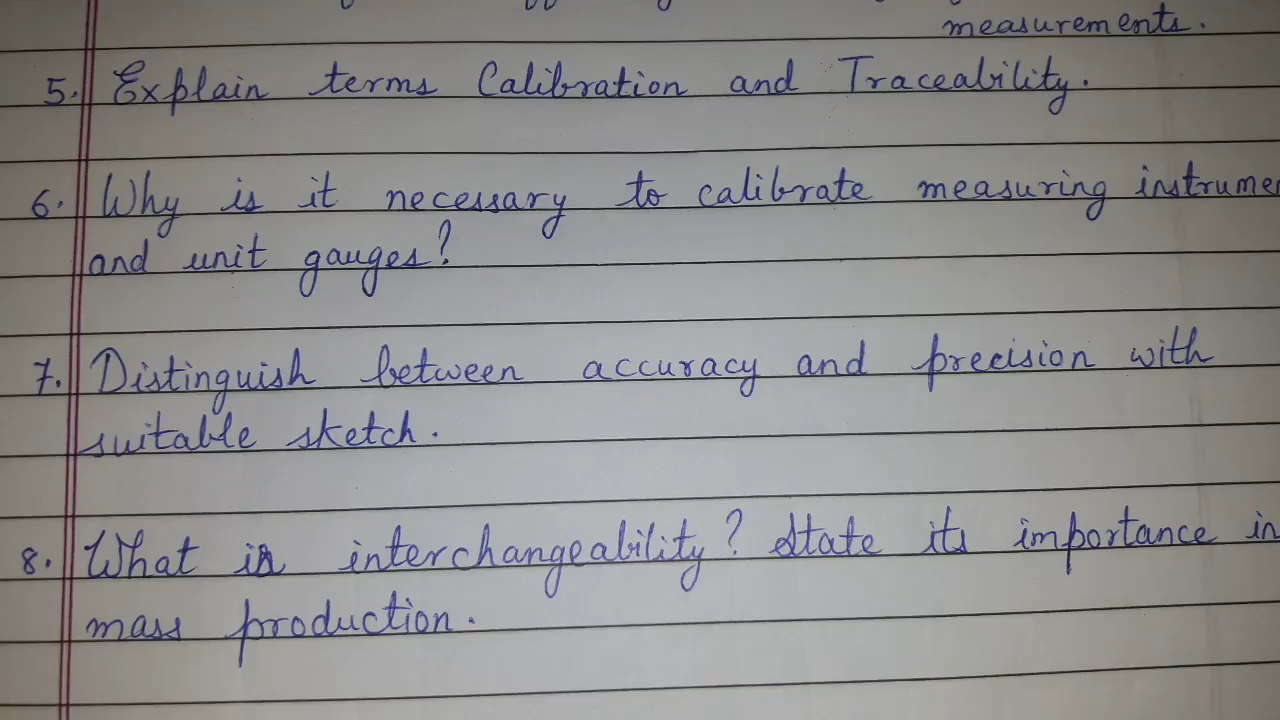 measurements.
5. Explain terms Calibration and Traceability.
6. Why is it necessary to calibrate measuring
and unit gauges?
7. Distinguish between accuracy and precision with
suitable sketch.
8. What is interchangeability? State its importance in
mass production.